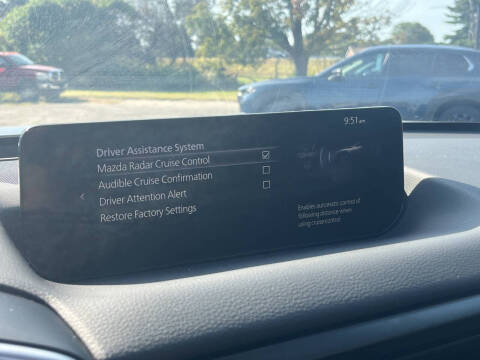 9:51 am
Driver Assistance System
Mazda Radar Cruise Control
Audible Cruise Confirmation
Driver Attention Alert
Restore Factory Settings
Enables automatic control of
following distance when
using cruise control.